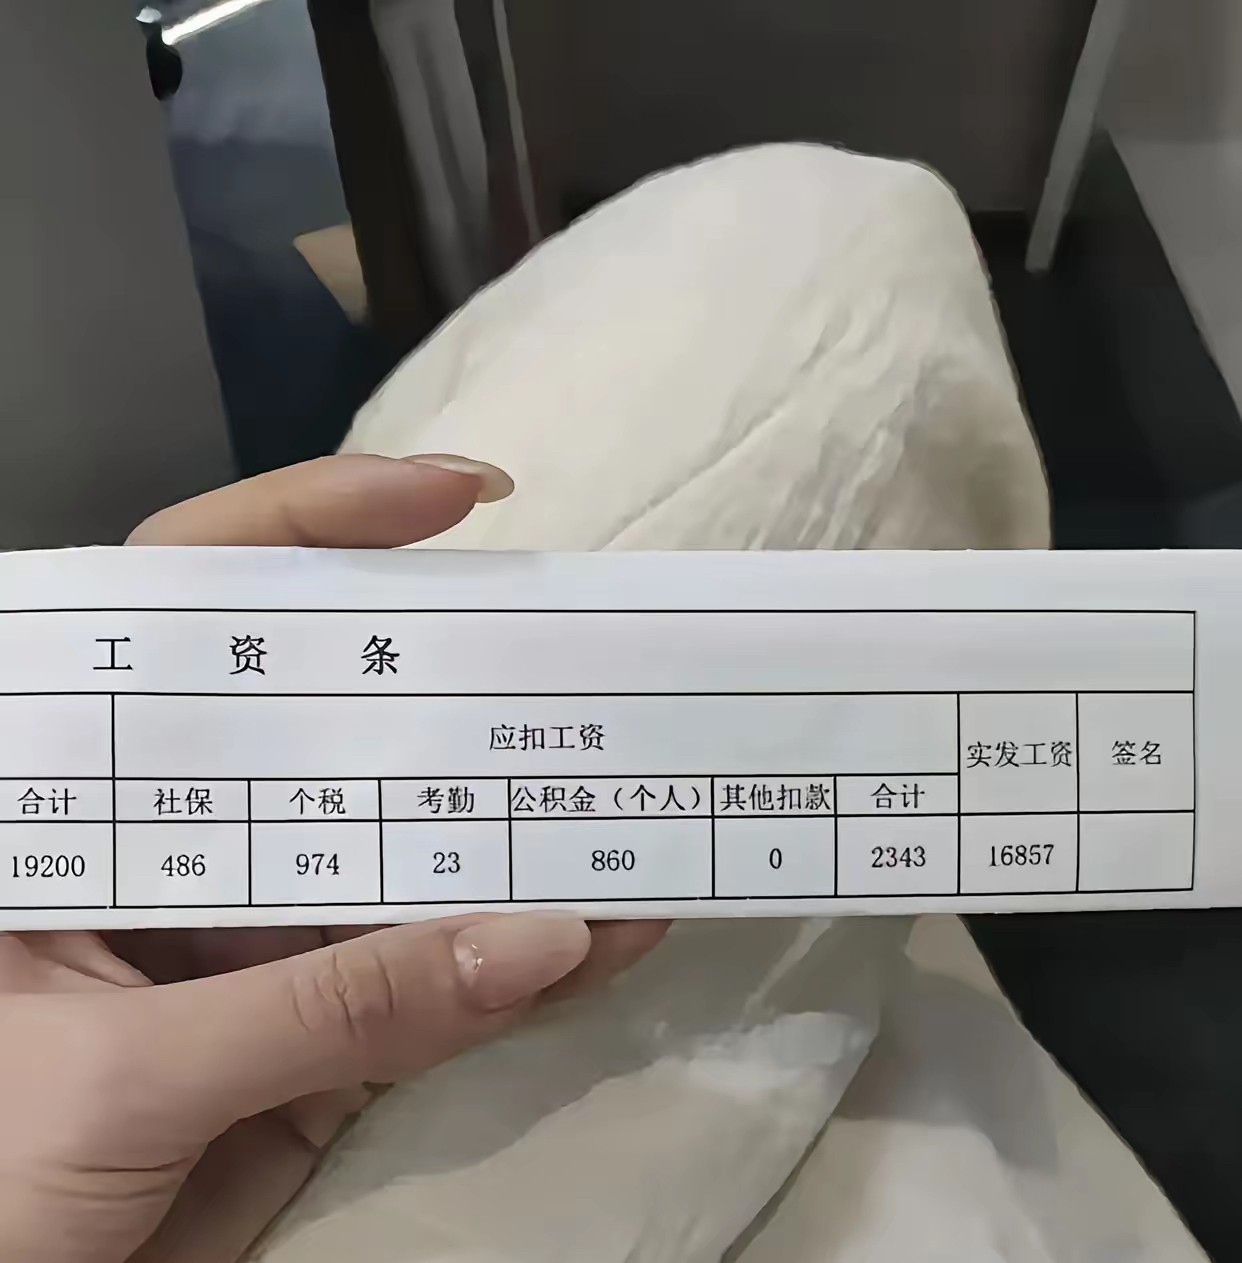 工 资 条
应扣工资 实发工资 签名
合计 社保 个税 考勤 公积金（个人） 其他扣款 合计
19200 486 974 23 860 0 2343 16857